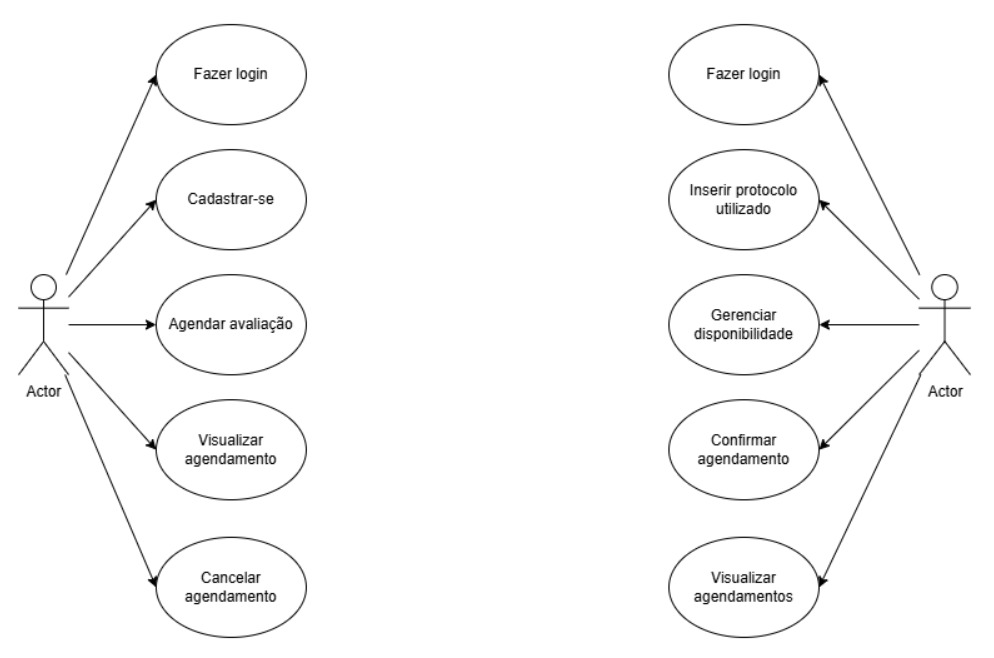 Fazer login
Cadastrar-se
Agendar avaliação
Visualizar
agendamento
Cancelar
agendamento
Actor
Fazer login
Inserir protocolo
utilizado
Gerenciar
disponibilidade
Confirmar
agendamento
Visualizar
agendamentos
Actor